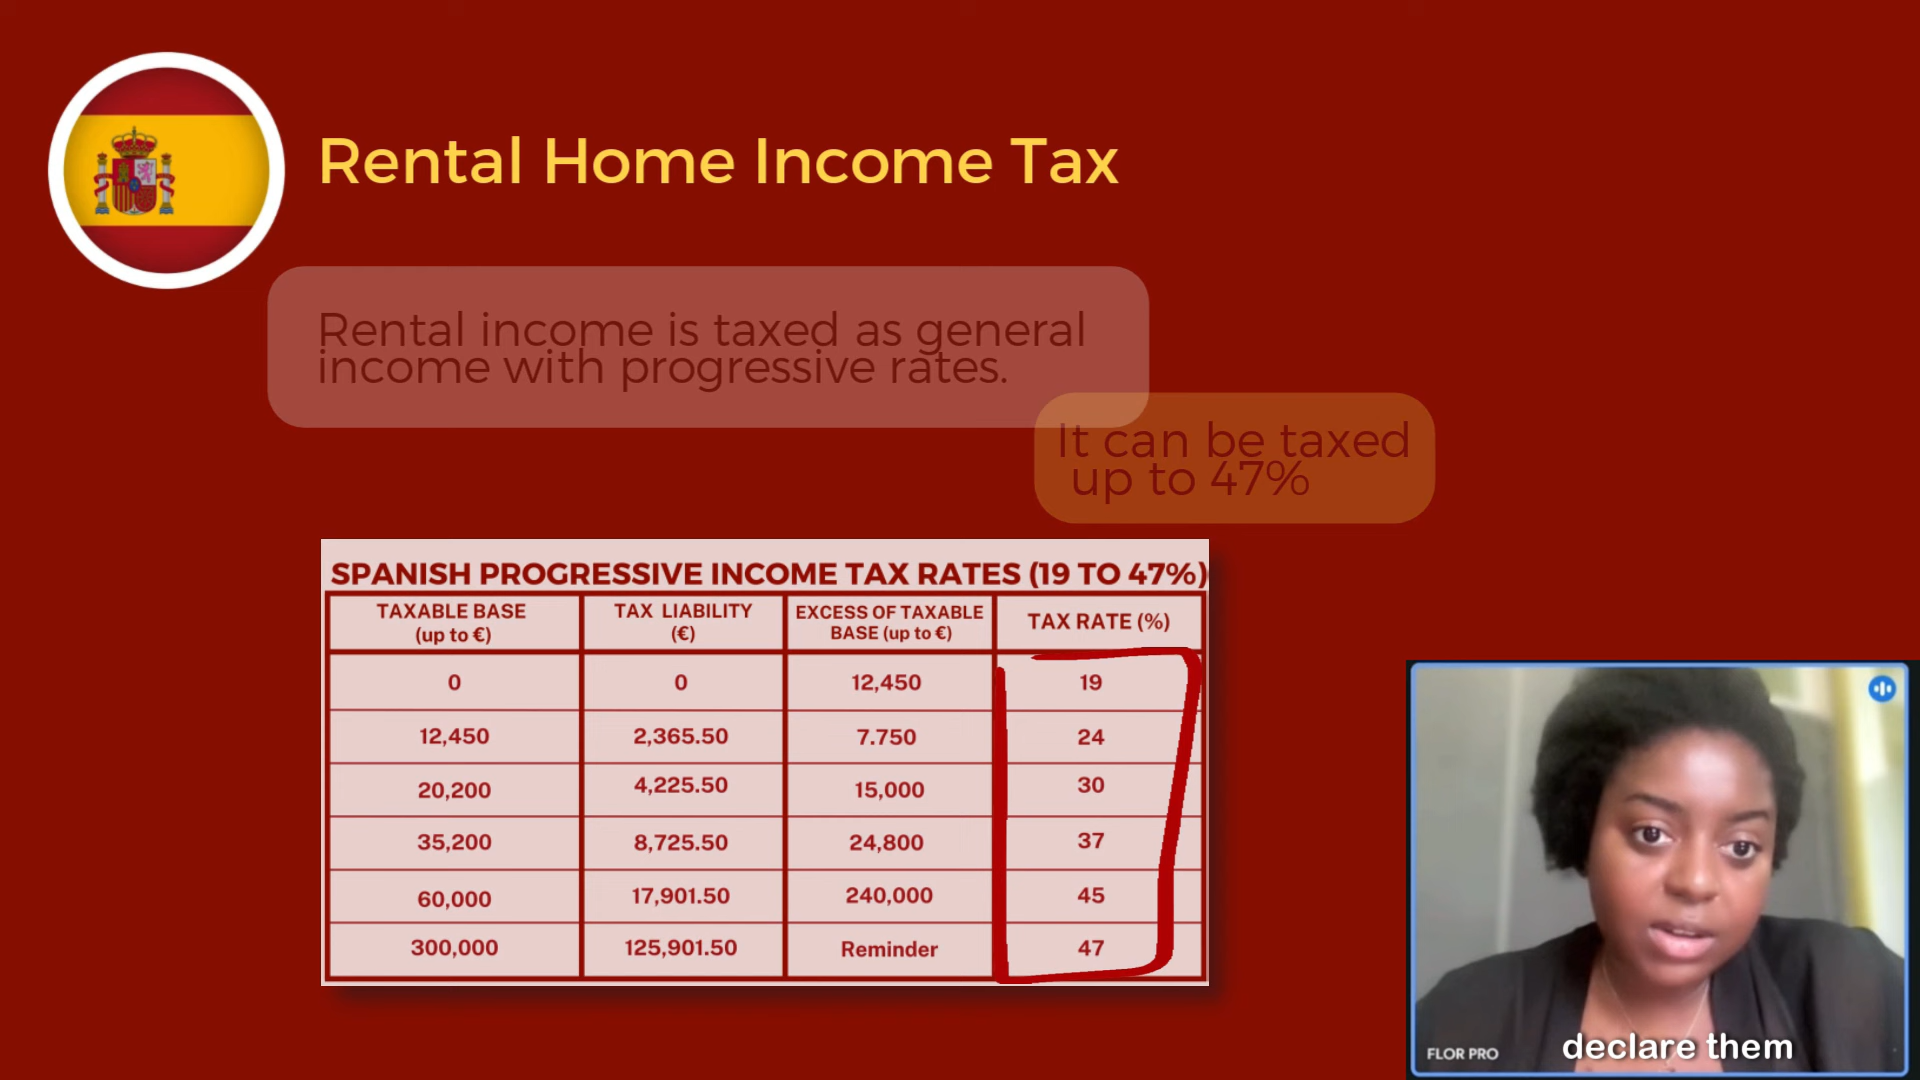 Rental Home Income Tax
Rental income is taxed as general
income with progressive rates.
It can be taxed
up to 47%
SPANISH PROGRESSIVE INCOME TAX RATES (19 TO 47%)
TAXABLE BASE (up to €) TAX LIABILITY (€) EXCESS OF TAXABLE BASE (up to €) TAX RATE (%)
0 0 12,450 19
12,450 2,365.50 7.750 24
20,200 4,225.50 15,000 30
35,200 8,725.50 24,800 37
60,000 17,901.50 240,000 45
300,000 125,901.50 Reminder 47
FLOR PRO
declare them